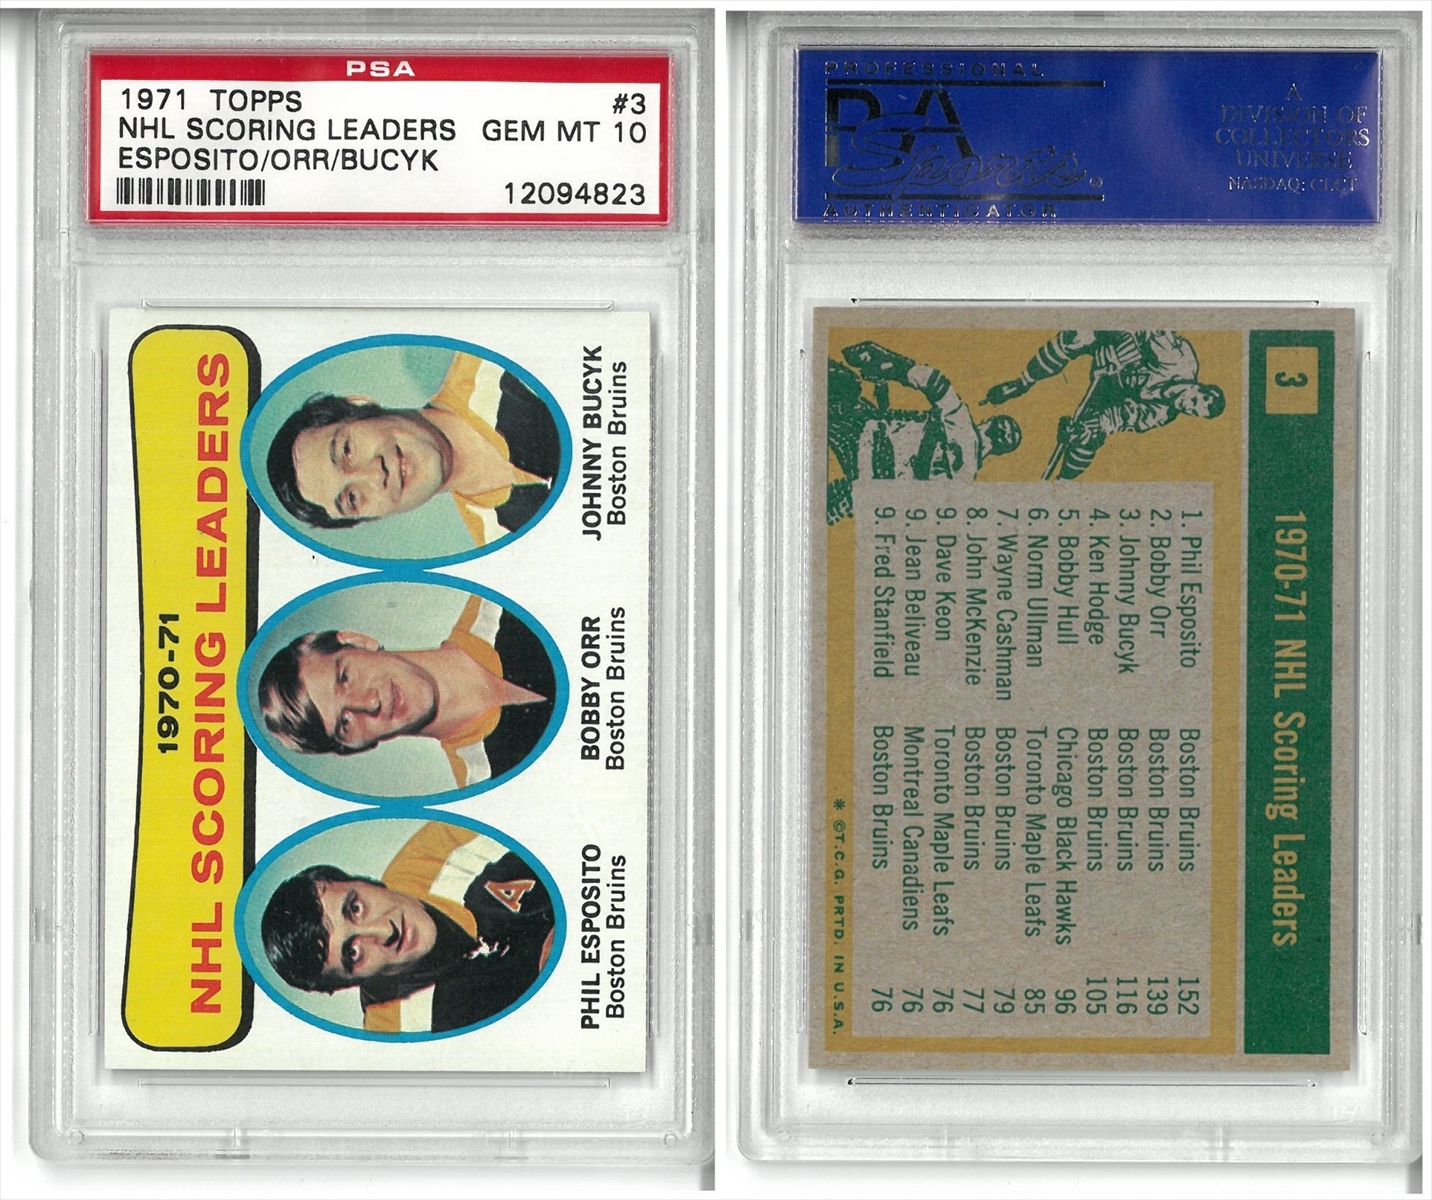 PSA
1971 TOPPS #3
NHL SCORING LEADERS GEM MT 10
ESPOSITO/ORR/BUCYK
12094823
1970-71
NHL SCORING LEADERS
PHIL ESPOSITO
Boston Bruins
BOBBY ORR
Boston Bruins
JOHNNY BUCYK
Boston Bruins
A
PROFESSIONAL
PSA
Sports®
AUTHENTICATOR
A
DIVISION OF
COLLECTORS
UNIVERSE
NASDAQ: CLCT
3
1970-71 NHL Scoring Leaders
1. Phil Esposito Boston Bruins 152
2. Bobby Orr Boston Bruins 139
3. Johnny Bucyk Boston Bruins 116
4. Ken Hodge Boston Bruins 105
5. Bobby Hull Chicago Black Hawks 96
6. Norm Ullman Toronto Maple Leafs 85
7. Wayne Cashman Boston Bruins 79
8. John McKenzie Boston Bruins 77
9. Dave Keon Toronto Maple Leafs 76
9. Jean Beliveau Montreal Canadiens 76
9. Fred Stanfield Boston Bruins 76
* ©T.C.G. PRTD. IN U.S.A.